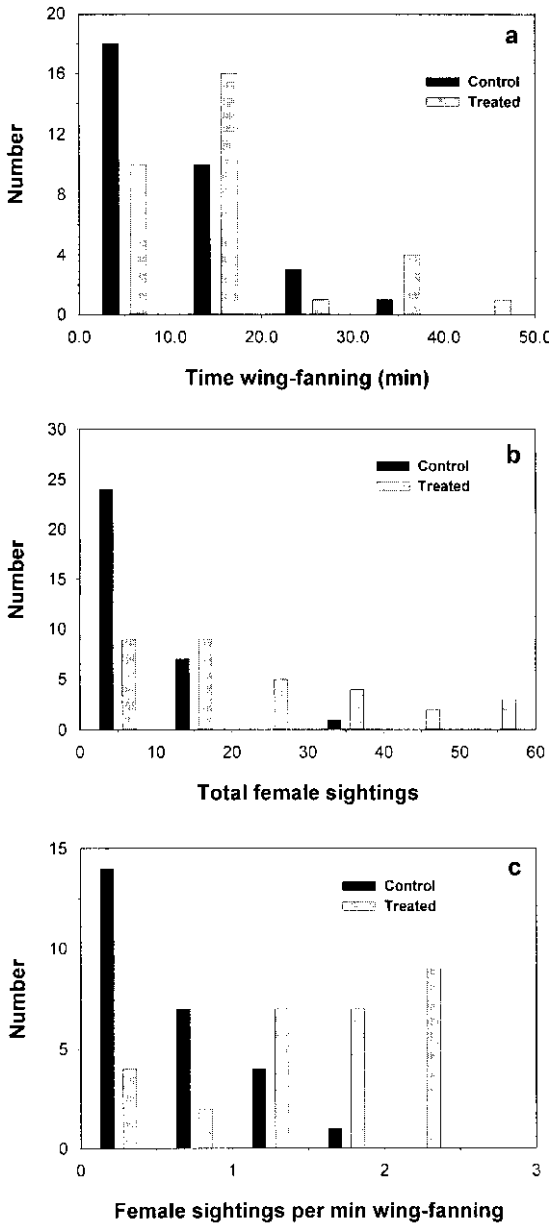 a
20
16
12
8
4
0
Number
Control
Treated
0.0 10.0 20.0 30.0 40.0 50.0
Time wing-fanning (min)
b
30
25
20
15
10
5
0
Number
Control
Treated
0 10 20 30 40 50 60
Total female sightings
c
15
10
5
0
Number
Control
Treated
0 1 2 3
Female sightings per min wing-fanning